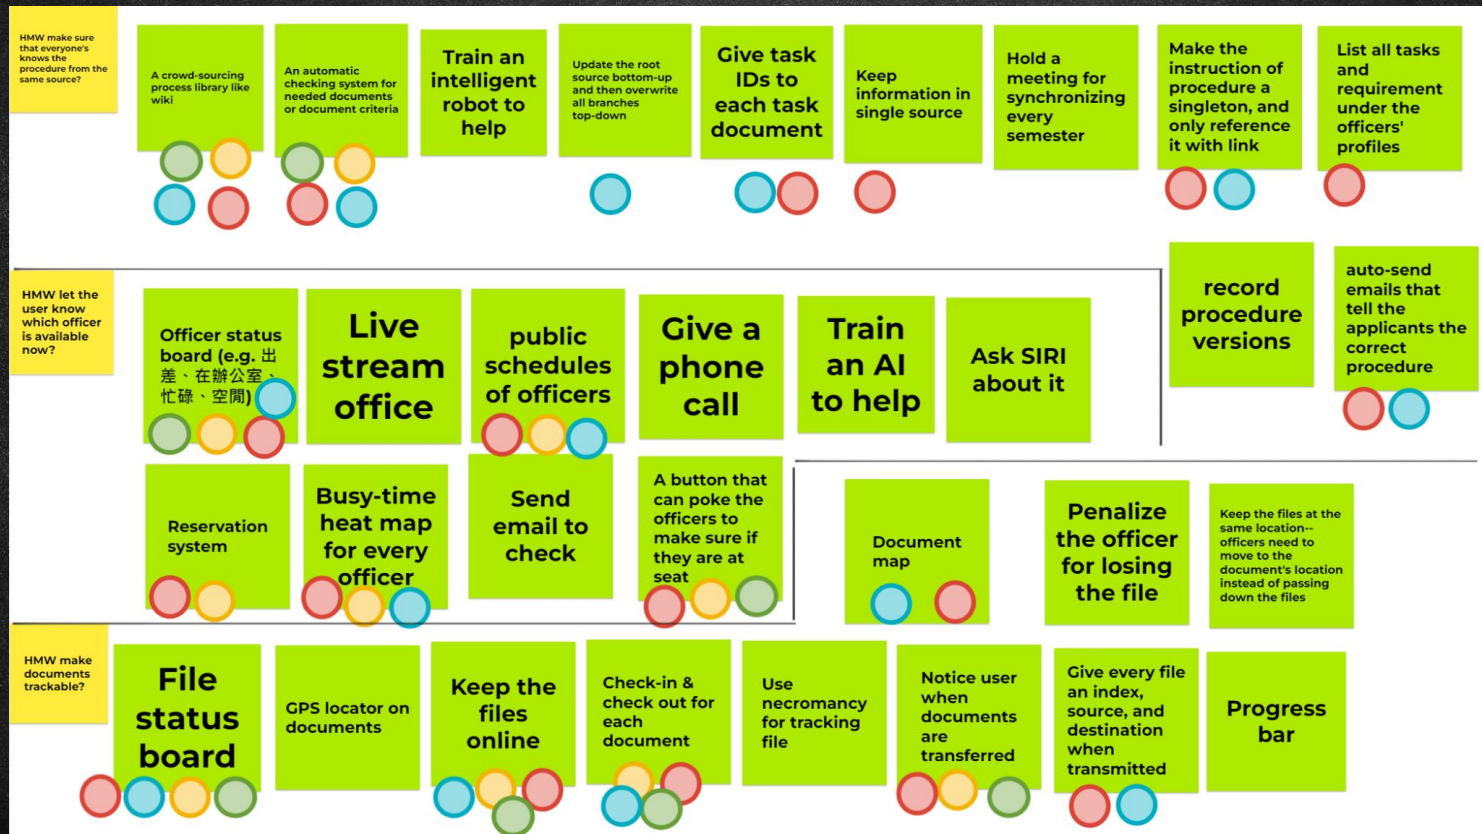 HMW make sure
that everyone's
knows the
procedure from the
same source?
A crowd-sourcing
process library like
wiki
An automatic
checking system for
needed documents
or document criteria
Train an
intelligent
robot to
help
Update the root
source bottom-up
and then overwrite
all branches
top-down
Give task
IDs to
each task
document
Keep
information in
single source
Hold a
meeting for
synchronizing
every
semester
Make the
instruction of
procedure a
singleton, and
only reference
it with link
List all tasks
and
requirement
under the
officers'
profiles
record
procedure
versions
auto-send
emails that
tell the
applicants the
correct
procedure
HMW let the
user know
which officer
is available
now?
Officer status
board (e.g. 出
差、在辦公室、
忙碌、空閒)
Live
stream
office
public
schedules
of officers
Give a
phone
call
Train
an AI
to help
Ask SIRI
about it
Reservation
system
Busy-time
heat map
for every
officer
Send
email to
check
A button that
can poke the
officers to
make sure if
they are at
seat
Document
map
Penalize
the officer
for losing
the file
Keep the files at the
same location--
officers need to
move to the
document's location
instead of passing
down the files
HMW make
documents
trackable?
File
status
board
GPS locator on
documents
Keep the
files
online
Check-in &
check out for
each
document
Use
necromancy
for tracking
file
Notice user
when
documents
are
transferred
Give every file
an index,
source, and
destination
when
transmitted
Progress
bar